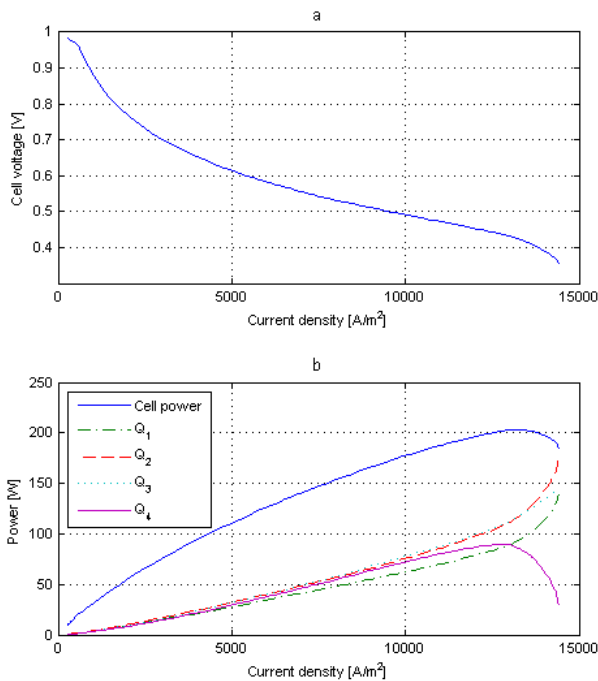 a
1
0.9
0.8
0.7
0.6
0.5
0.4
Cell voltage [V]
0
5000
10000
15000
Current density [A/m²]
b
250
200
150
100
50
0
Power [W]
Cell power
Q₁
Q₂
Q₃
Q₄
0
5000
10000
15000
Current density [A/m²]